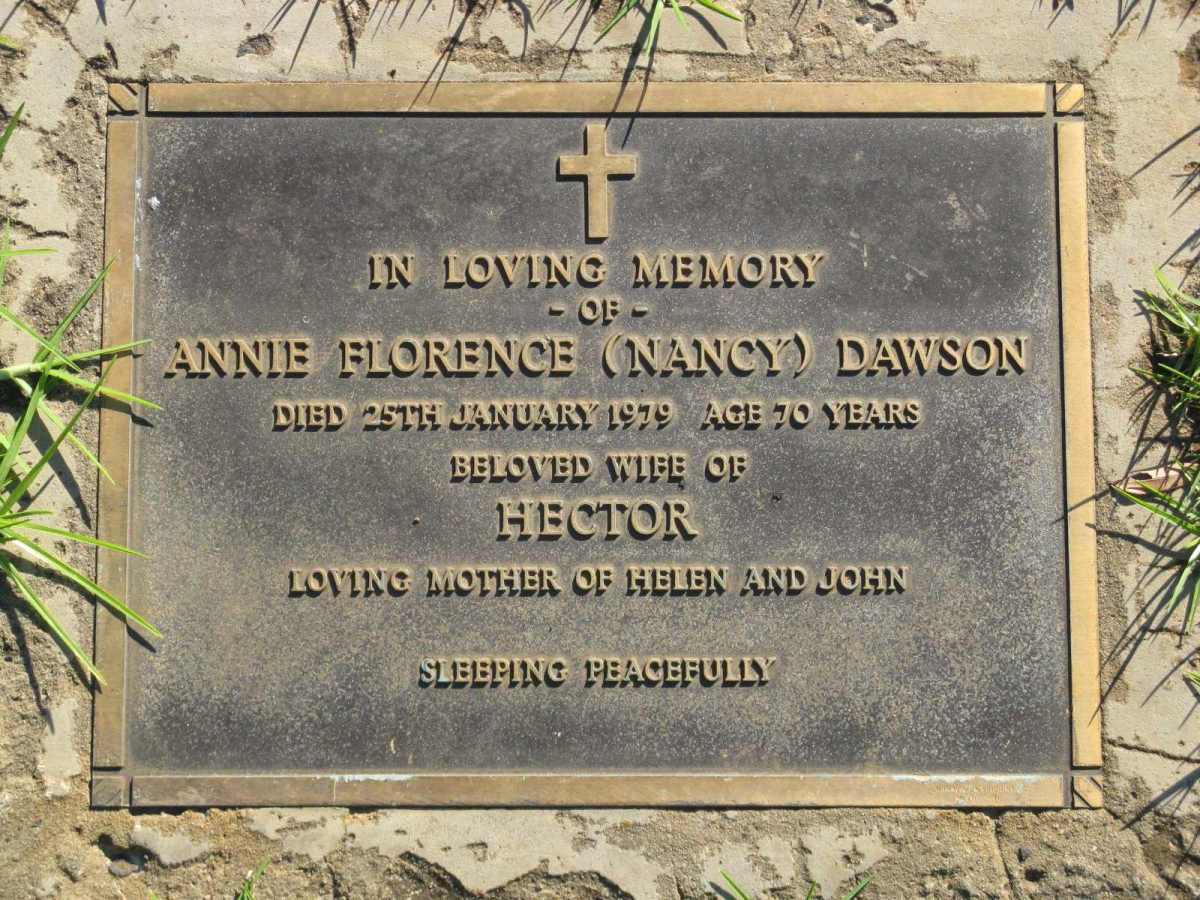 IN LOVING MEMORY
- OF -
ANNIE FLORENCE (NANCY) DAWSON
DIED 25TH JANUARY 1979 AGE 70 YEARS
BELOVED WIFE OF
HECTOR
LOVING MOTHER OF HELEN AND JOHN
SLEEPING PEACEFULLY